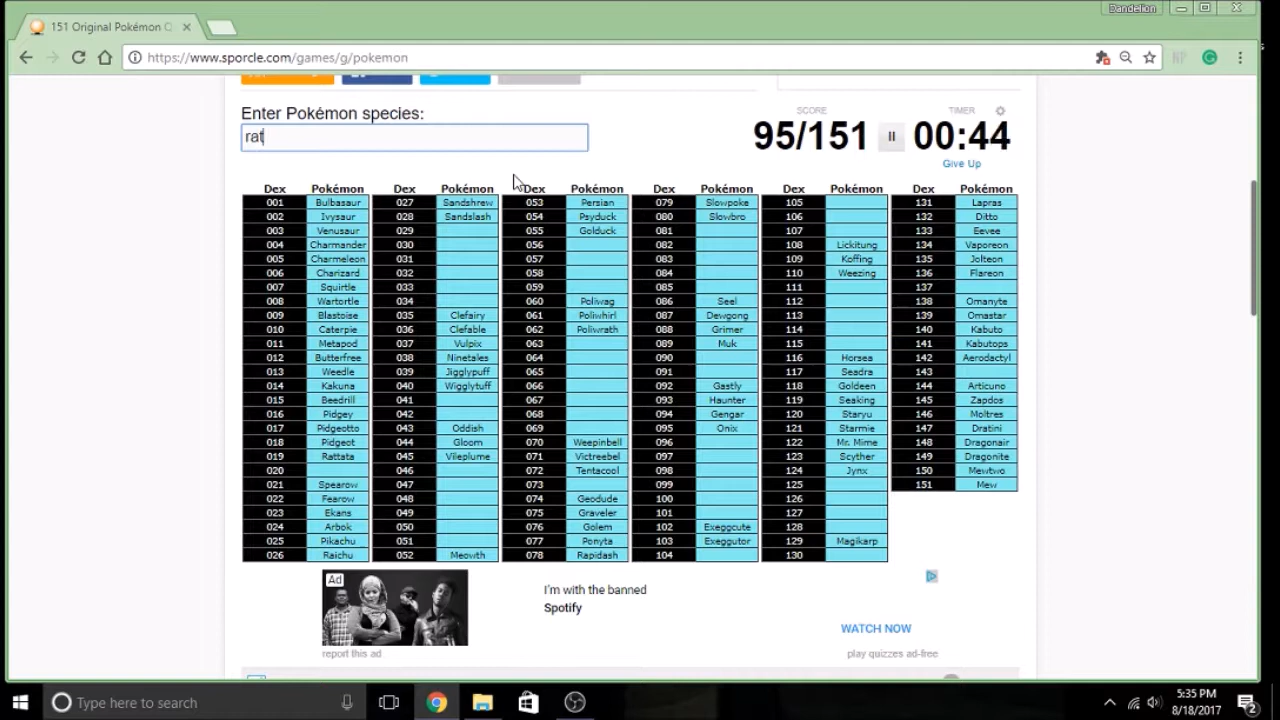 Dandelion
151 Original Pokémon Q
https://www.sporcle.com/games/g/pokemon
Enter Pokémon species:
rat
SCORE
95/151
TIMER
00:44
Give Up
Dex Pokémon Dex Pokémon Dex Pokémon Dex Pokémon Dex Pokémon Dex Pokémon
001 Bulbasaur 027 Sandshrew 053 Persian 079 Slowpoke 105 131 Lapras
002 Ivysaur 028 Sandslash 054 Psyduck 080 Slowbro 106 132 Ditto
003 Venusaur 029 055 Golduck 081 107 133 Eevee
004 Charmander 030 056 082 108 Lickitung 134 Vaporeon
005 Charmeleon 031 057 083 109 Koffing 135 Jolteon
006 Charizard 032 058 084 110 Weezing 136 Flareon
007 Squirtle 033 059 085 111 137
008 Wartortle 034 060 Poliwag 086 Seel 112 138 Omanyte
009 Blastoise 035 Clefairy 061 Poliwhirl 087 Dewgong 113 139 Omastar
010 Caterpie 036 Clefable 062 Poliwrath 088 Grimer 114 140 Kabuto
011 Metapod 037 Vulpix 063 089 Muk 115 141 Kabutops
012 Butterfree 038 Ninetales 064 090 116 Horsea 142 Aerodactyl
013 Weedle 039 Jigglypuff 065 091 117 Seadra 143
014 Kakuna 040 Wigglytuff 066 092 Gastly 118 Goldeen 144 Articuno
015 Beedrill 041 067 093 Haunter 119 Seaking 145 Zapdos
016 Pidgey 042 068 094 Gengar 120 Staryu 146 Moltres
017 Pidgeotto 043 Oddish 069 095 Onix 121 Starmie 147 Dratini
018 Pidgeot 044 Gloom 070 Weepinbell 096 122 Mr. Mime 148 Dragonair
019 Rattata 045 Vileplume 071 Victreebel 097 123 Scyther 149 Dragonite
020 046 072 Tentacool 098 124 Jynx 150 Mewtwo
021 Spearow 047 073 099 125 151 Mew
022 Fearow 048 074 Geodude 100 126
023 Ekans 049 075 Graveler 101 127
024 Arbok 050 076 Golem 102 Exeggcute 128
025 Pikachu 051 077 Ponyta 103 Exeggutor 129 Magikarp
026 Raichu 052 Meowth 078 Rapidash 104 130
Ad
I'm with the banned
Spotify
WATCH NOW
report this ad
play quizzes ad-free
Type here to search
5:35 PM
8/18/2017
2